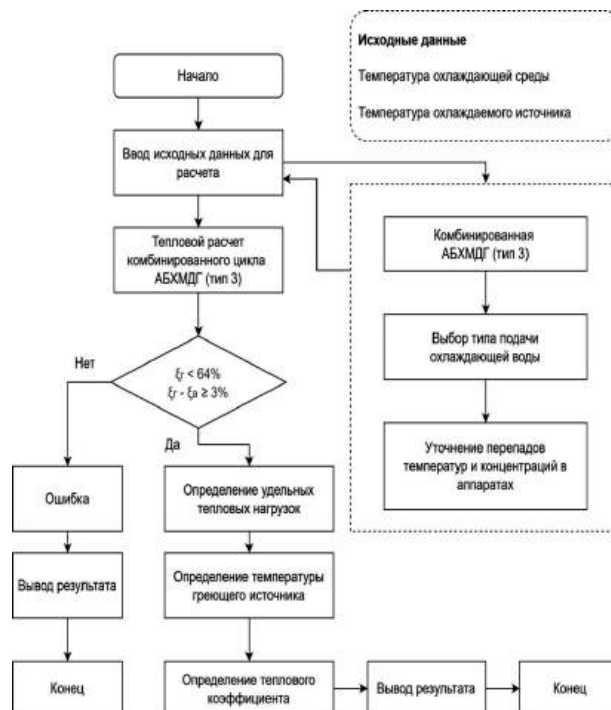 Исходные данные
Температура охлаждающей среды
Температура охлаждаемого источника
Начало
Ввод исходных данных для
расчета
Тепловой расчет
комбинированного цикла
АБХМДГ (тип 3)
Комбинированная
АБХМДГ (тип 3)
Выбор типа подачи
охлаждающей воды
Уточнение перепадов
температур и концентраций в
аппаратах
Нет
ξr < 64%
ξr - ξa ≥ 3%
Да
Ошибка
Вывод результата
Конец
Определение удельных
тепловых нагрузок
Определение температуры
греющего источника
Определение теплового
коэффициента
Вывод результата
Конец